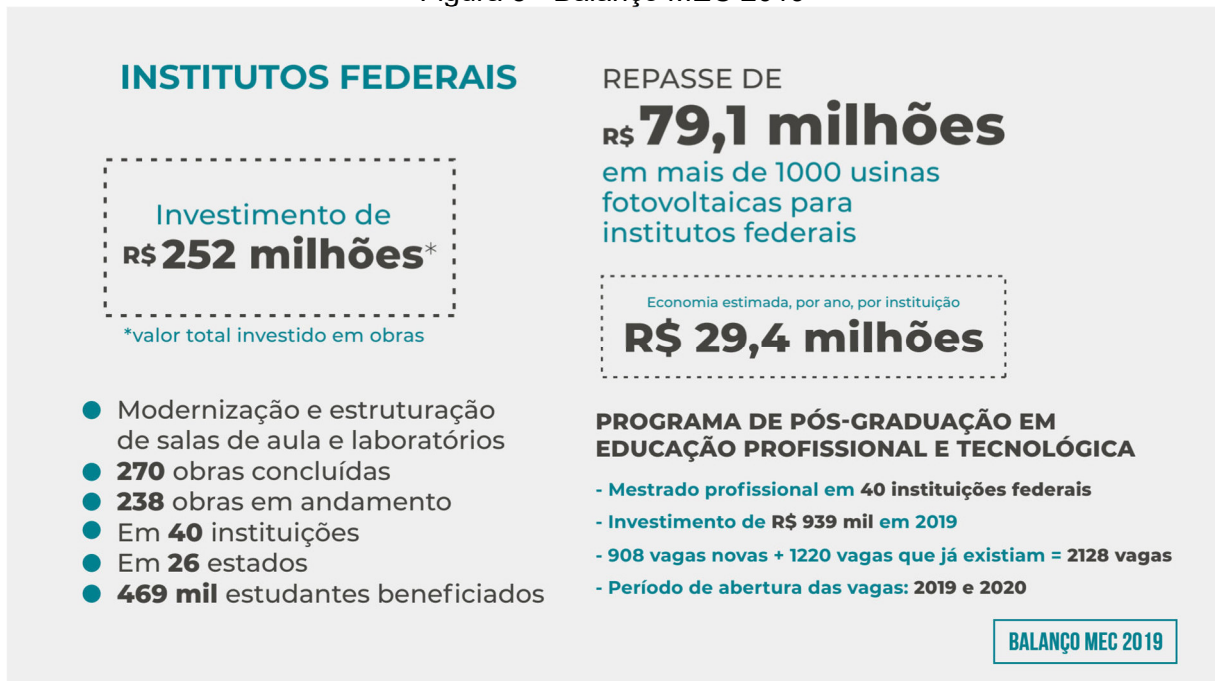 INSTITUTOS FEDERAIS
Investimento de
R$ 252 milhões*
*valor total investido em obras
Modernização e estruturação
de salas de aula e laboratórios
270 obras concluídas
238 obras em andamento
Em 40 instituições
Em 26 estados
469 mil estudantes beneficiados
REPASSE DE
R$ 79,1 milhões
em mais de 1000 usinas
fotovoltaicas para
institutos federais
Economia estimada, por ano, por instituição
R$ 29,4 milhões
PROGRAMA DE PÓS-GRADUAÇÃO EM
EDUCAÇÃO PROFISSIONAL E TECNOLÓGICA
- Mestrado profissional em 40 instituições federais
- Investimento de R$ 939 mil em 2019
- 908 vagas novas + 1220 vagas que já existiam = 2128 vagas
- Período de abertura das vagas: 2019 e 2020
BALANÇO MEC 2019